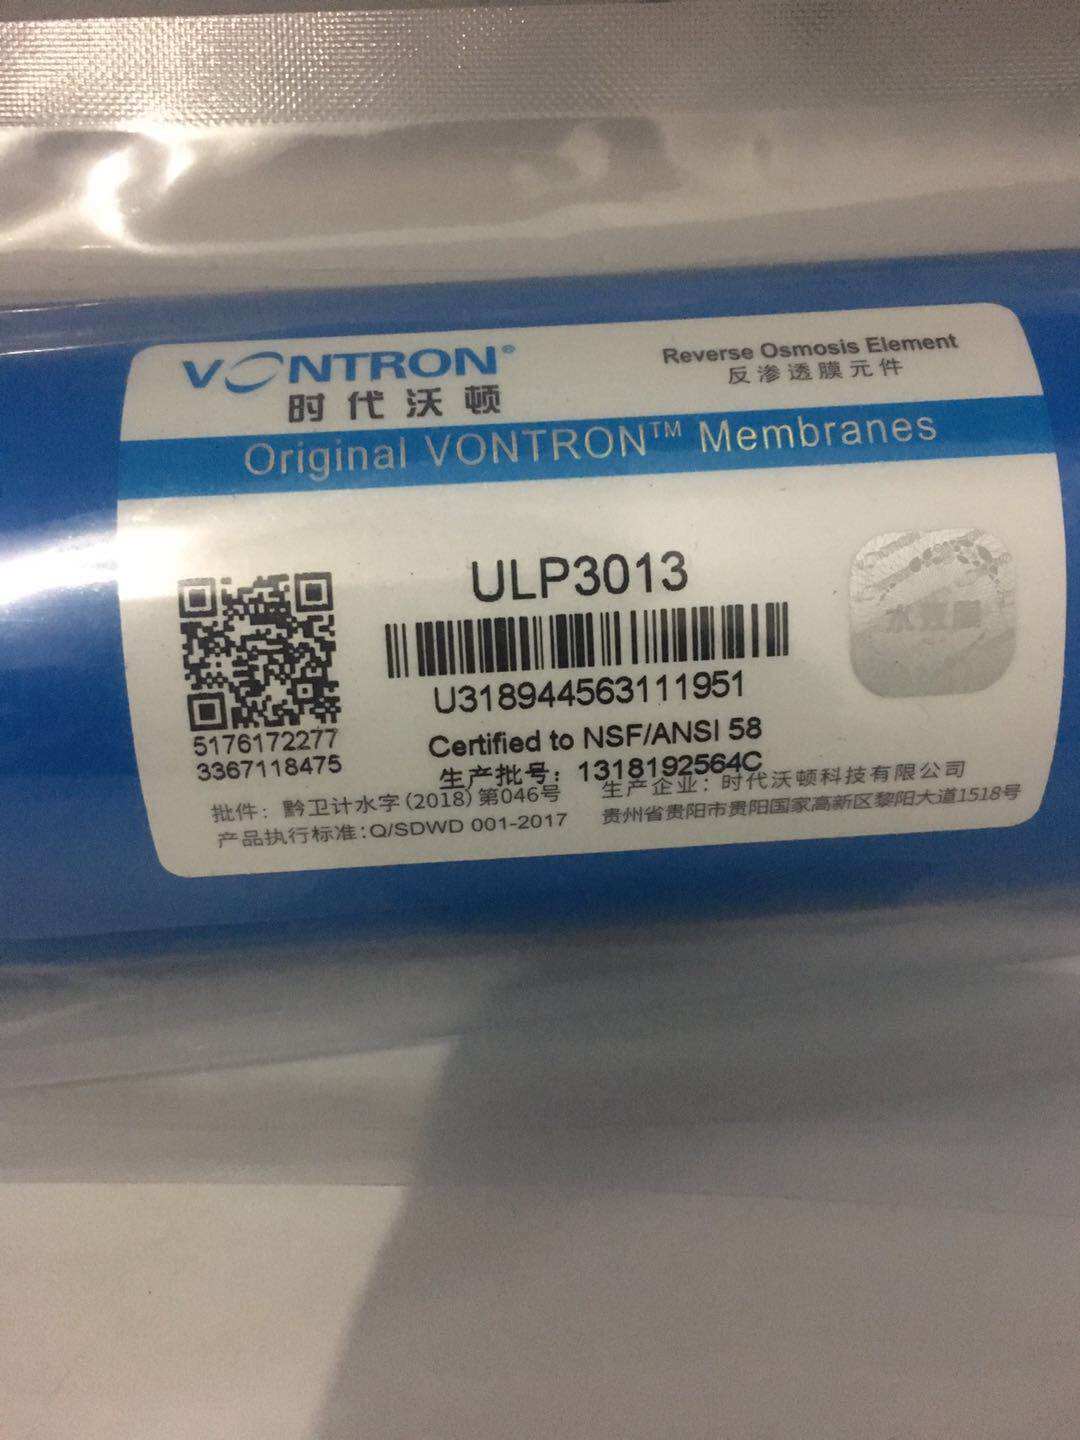 VONTRON®
时代沃顿
Reverse Osmosis Element
反渗透膜元件
Original VONTRON™ Membranes
ULP3013
U318944563111951
5176172277
3367118475
Certified to NSF/ANSI 58
生产批号：1318192564C
批件：黔卫计水字(2018)第046号
产品执行标准：Q/SDWD 001-2017
生产企业：时代沃顿科技有限公司
贵州省贵阳市贵阳国家高新区黎阳大道1518号